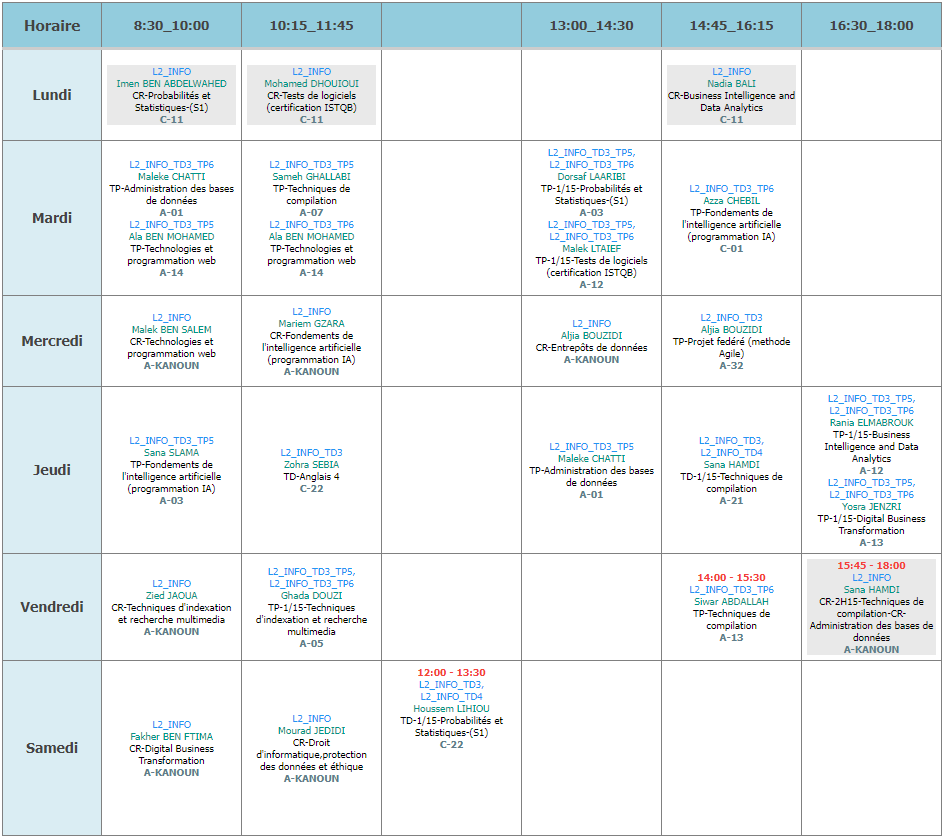 Horaire
8:30_10:00
10:15_11:45
13:00_14:30
14:45_16:15
16:30_18:00
Lundi
L2_INFO
Imen BEN ABDELWAHED
CR-Probabilités et
Statistiques-(S1)
C-11
L2_INFO
Mohamed DHOUIOUI
CR-Tests de logiciels
(certification ISTQB)
C-11
L2_INFO
Nadia BALI
CR-Business Intelligence and
Data Analytics
C-11
Mardi
L2_INFO_TD3_TP6
Maleke CHATTI
TP-Administration des bases
de données
A-01
L2_INFO_TD3_TP5
Ala BEN MOHAMED
TP-Technologies et
programmation web
A-14
L2_INFO_TD3_TP5
Sameh GHALLABI
TP-Techniques de
compilation
A-07
L2_INFO_TD3_TP6
Ala BEN MOHAMED
TP-Technologies et
programmation web
A-14
L2_INFO_TD3_TP5,
L2_INFO_TD3_TP6
Dorsaf LAARIBI
TP-1/15-Probabilités et
Statistiques-(S1)
A-03
L2_INFO_TD3_TP5,
L2_INFO_TD3_TP6
Malek LTAIEF
TP-1/15-Tests de logiciels
(certification ISTQB)
A-12
L2_INFO_TD3_TP6
Azza CHEBIL
TP-Fondements de
l'intelligence artificielle
(programmation IA)
C-01
Mercredi
L2_INFO
Malek BEN SALEM
CR-Technologies et
programmation web
A-KANOUN
L2_INFO
Mariem GZARA
CR-Fondements de
l'intelligence artificielle
(programmation IA)
A-KANOUN
L2_INFO
Aljia BOUZIDI
CR-Entrepôts de données
A-KANOUN
L2_INFO_TD3
Aljia BOUZIDI
TP-Projet fedéré (methode
Agile)
A-32
Jeudi
L2_INFO_TD3_TP5
Sana SLAMA
TP-Fondements de
l'intelligence artificielle
(programmation IA)
A-03
L2_INFO_TD3
Zohra SEBIA
TD-Anglais 4
C-22
L2_INFO_TD3_TP5
Maleke CHATTI
TP-Administration des bases
de données
A-01
L2_INFO_TD3,
L2_INFO_TD4
Sana HAMDI
TD-1/15-Techniques de
compilation
A-21
L2_INFO_TD3_TP5,
L2_INFO_TD3_TP6
Rania ELMABROUK
TP-1/15-Business
Intelligence and Data
Analytics
A-12
L2_INFO_TD3_TP5,
L2_INFO_TD3_TP6
Yosra JENZRI
TP-1/15-Digital Business
Transformation
A-13
Vendredi
L2_INFO
Zied JAOUA
CR-Techniques d'indexation
et recherche multimedia
A-KANOUN
L2_INFO_TD3_TP5,
L2_INFO_TD3_TP6
Ghada DOUZI
TP-1/15-Techniques
d'indexation et recherche
multimedia
A-05
14:00 - 15:30
L2_INFO_TD3_TP6
Siwar ABDALLAH
TP-Techniques de
compilation
A-13
15:45 - 18:00
L2_INFO
Sana HAMDI
CR-2H15-Techniques de
compilation-CR-
Administration des bases de
données
A-KANOUN
Samedi
L2_INFO
Fakher BEN FTIMA
CR-Digital Business
Transformation
A-KANOUN
L2_INFO
Mourad JEDIDI
CR-Droit
d'informatique,protection
des données et éthique
A-KANOUN
12:00 - 13:30
L2_INFO_TD3,
L2_INFO_TD4
Houssem LIHIOU
TD-1/15-Probabilités et
Statistiques-(S1)
C-22